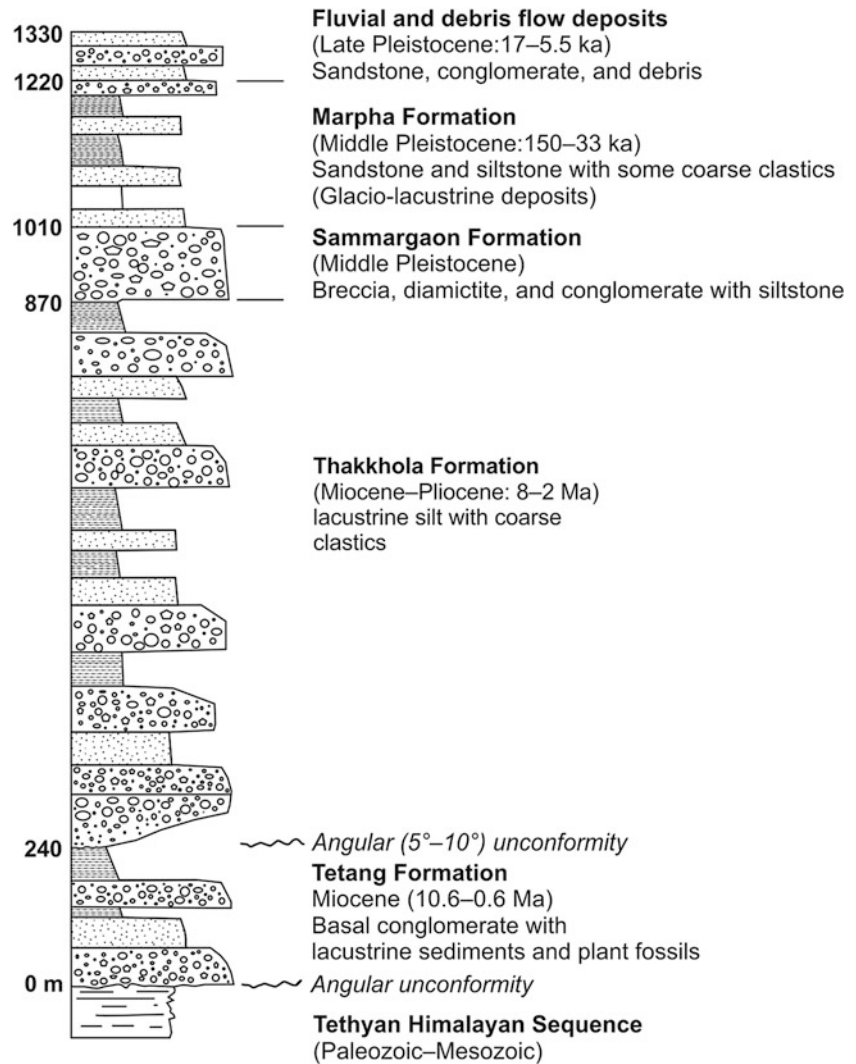 1330
Fluvial and debris flow deposits
(Late Pleistocene:17–5.5 ka)
Sandstone, conglomerate, and debris
1220
Marpha Formation
(Middle Pleistocene:150–33 ka)
Sandstone and siltstone with some coarse clastics
(Glacio-lacustrine deposits)
1010
Sammargaon Formation
(Middle Pleistocene)
Breccia, diamictite, and conglomerate with siltstone
870
Thakkhola Formation
(Miocene–Pliocene: 8–2 Ma)
lacustrine silt with coarse
clastics
240
Angular (5°–10°) unconformity
Tetang Formation
Miocene (10.6–0.6 Ma)
Basal conglomerate with
lacustrine sediments and plant fossils
0 m
Angular unconformity
Tethyan Himalayan Sequence
(Paleozoic–Mesozoic)